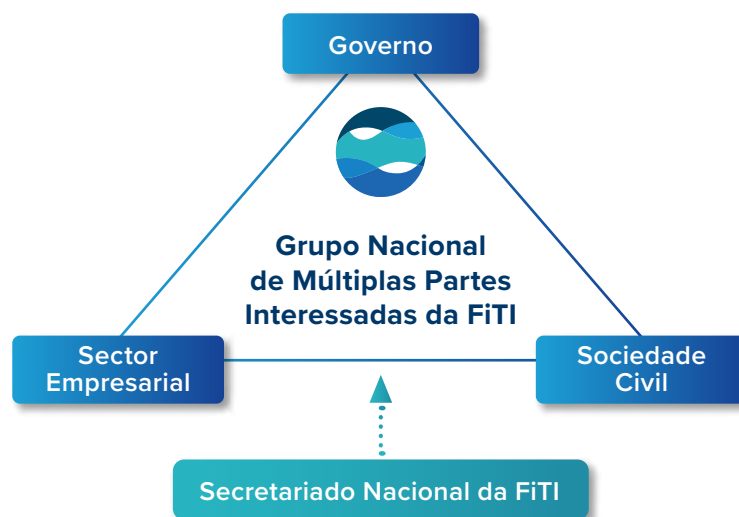 Governo
Grupo Nacional
de Múltiplas Partes
Interessadas da FiTI
Sector
Empresarial
Sociedade
Civil
Secretariado Nacional da FiTI